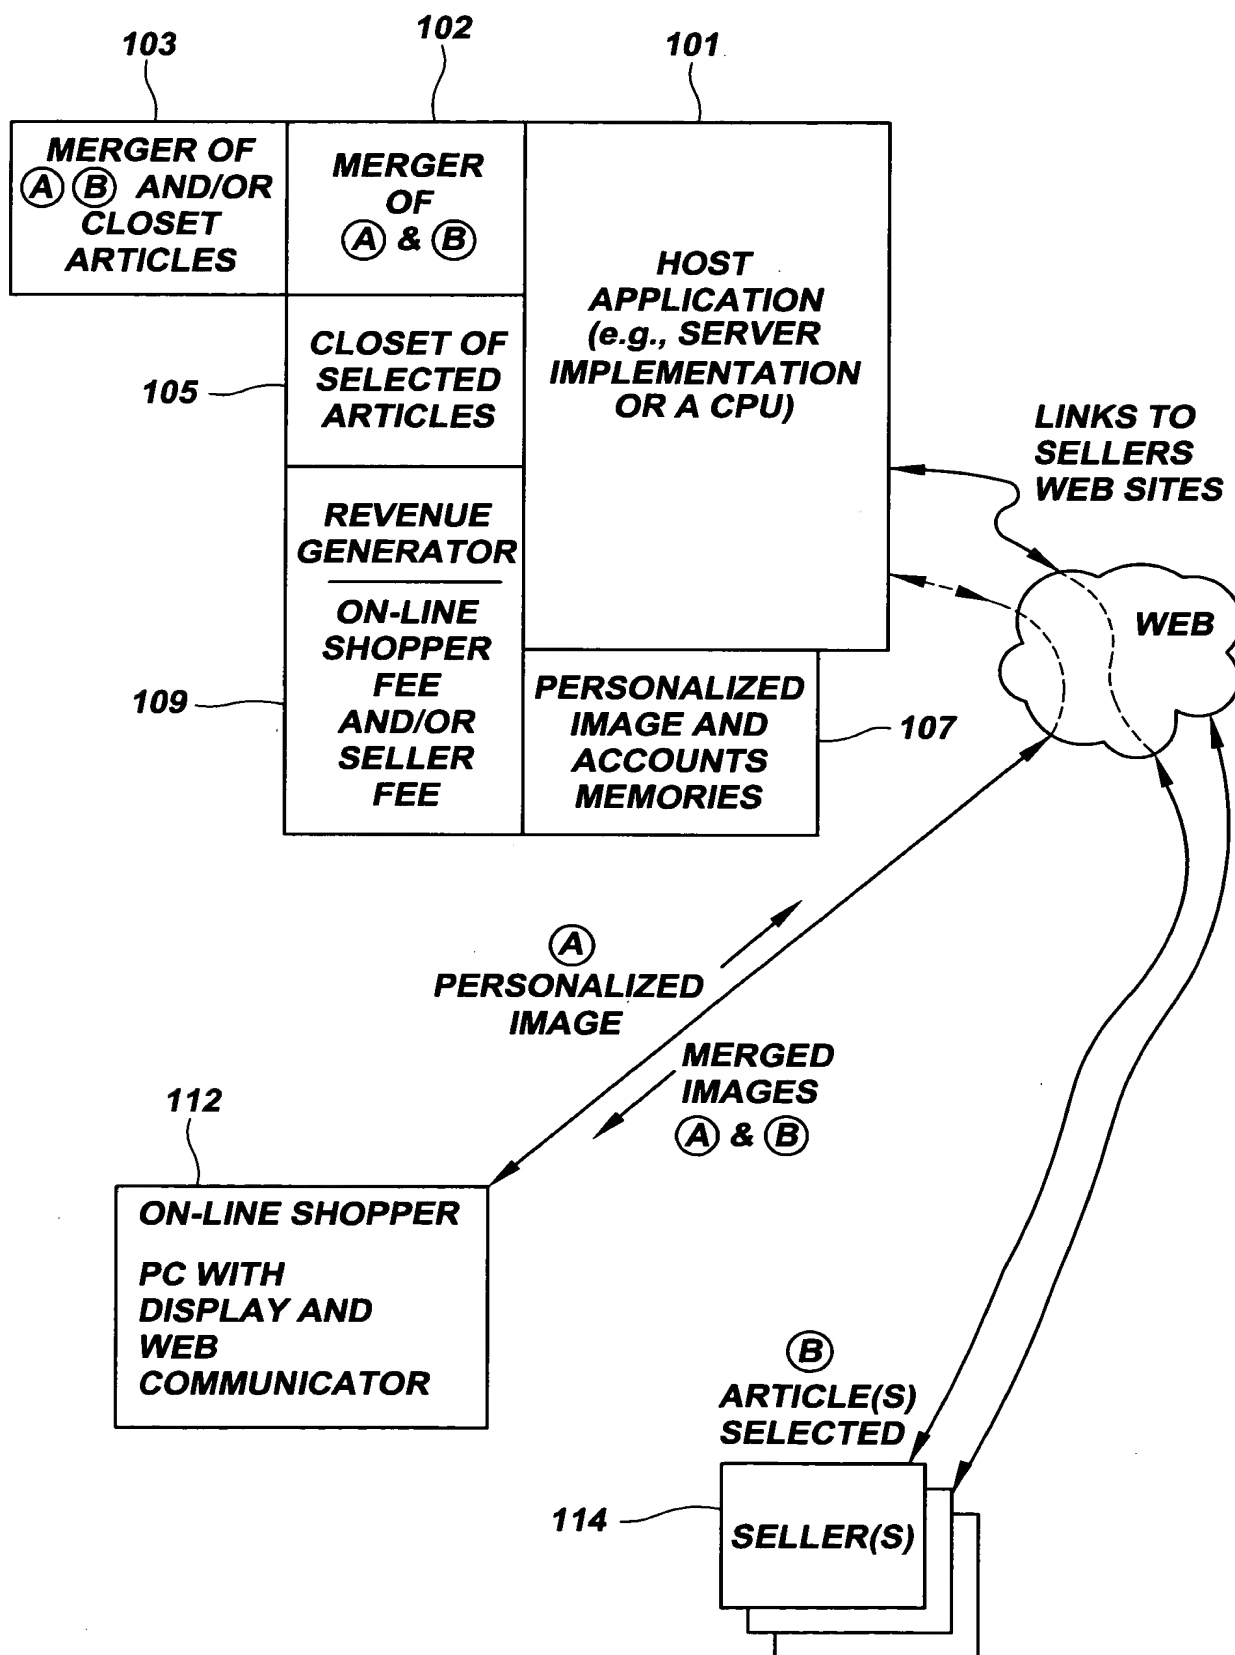 103
102
101
MERGER OF
A B AND/OR
CLOSET
ARTICLES
MERGER
OF
A & B
HOST
APPLICATION
(e.g., SERVER
IMPLEMENTATION
OR A CPU)
105
CLOSET OF
SELECTED
ARTICLES
LINKS TO
SELLERS
WEB SITES
REVENUE
GENERATOR
ON-LINE
SHOPPER
FEE
AND/OR
SELLER
FEE
109
WEB
PERSONALIZED
IMAGE AND
ACCOUNTS
MEMORIES
107
A
PERSONALIZED
IMAGE
MERGED
IMAGES
A & B
112
ON-LINE SHOPPER
PC WITH
DISPLAY AND
WEB
COMMUNICATOR
B
ARTICLE(S)
SELECTED
114
SELLER(S)